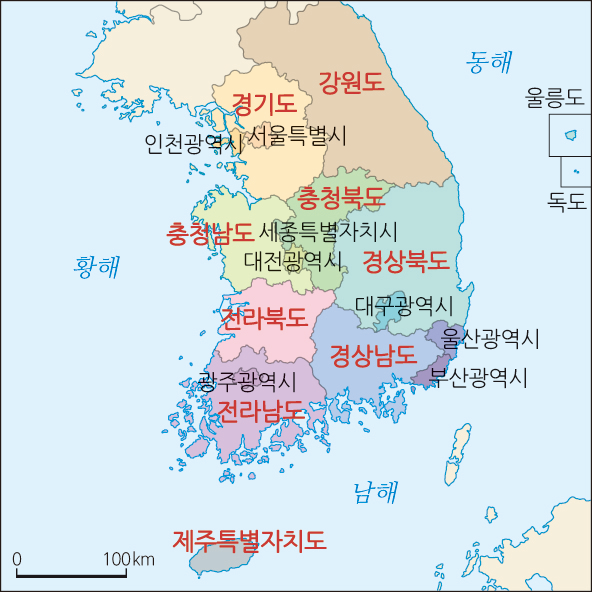 강원도
동해
울릉도
경기도
인천광역시
서울특별시
독도
충청북도
충청남도
세종특별자치시
대전광역시
경상북도
황해
대구광역시
전라북도
울산광역시
경상남도
부산광역시
광주광역시
전라남도
남해
제주특별자치도
0 100 km